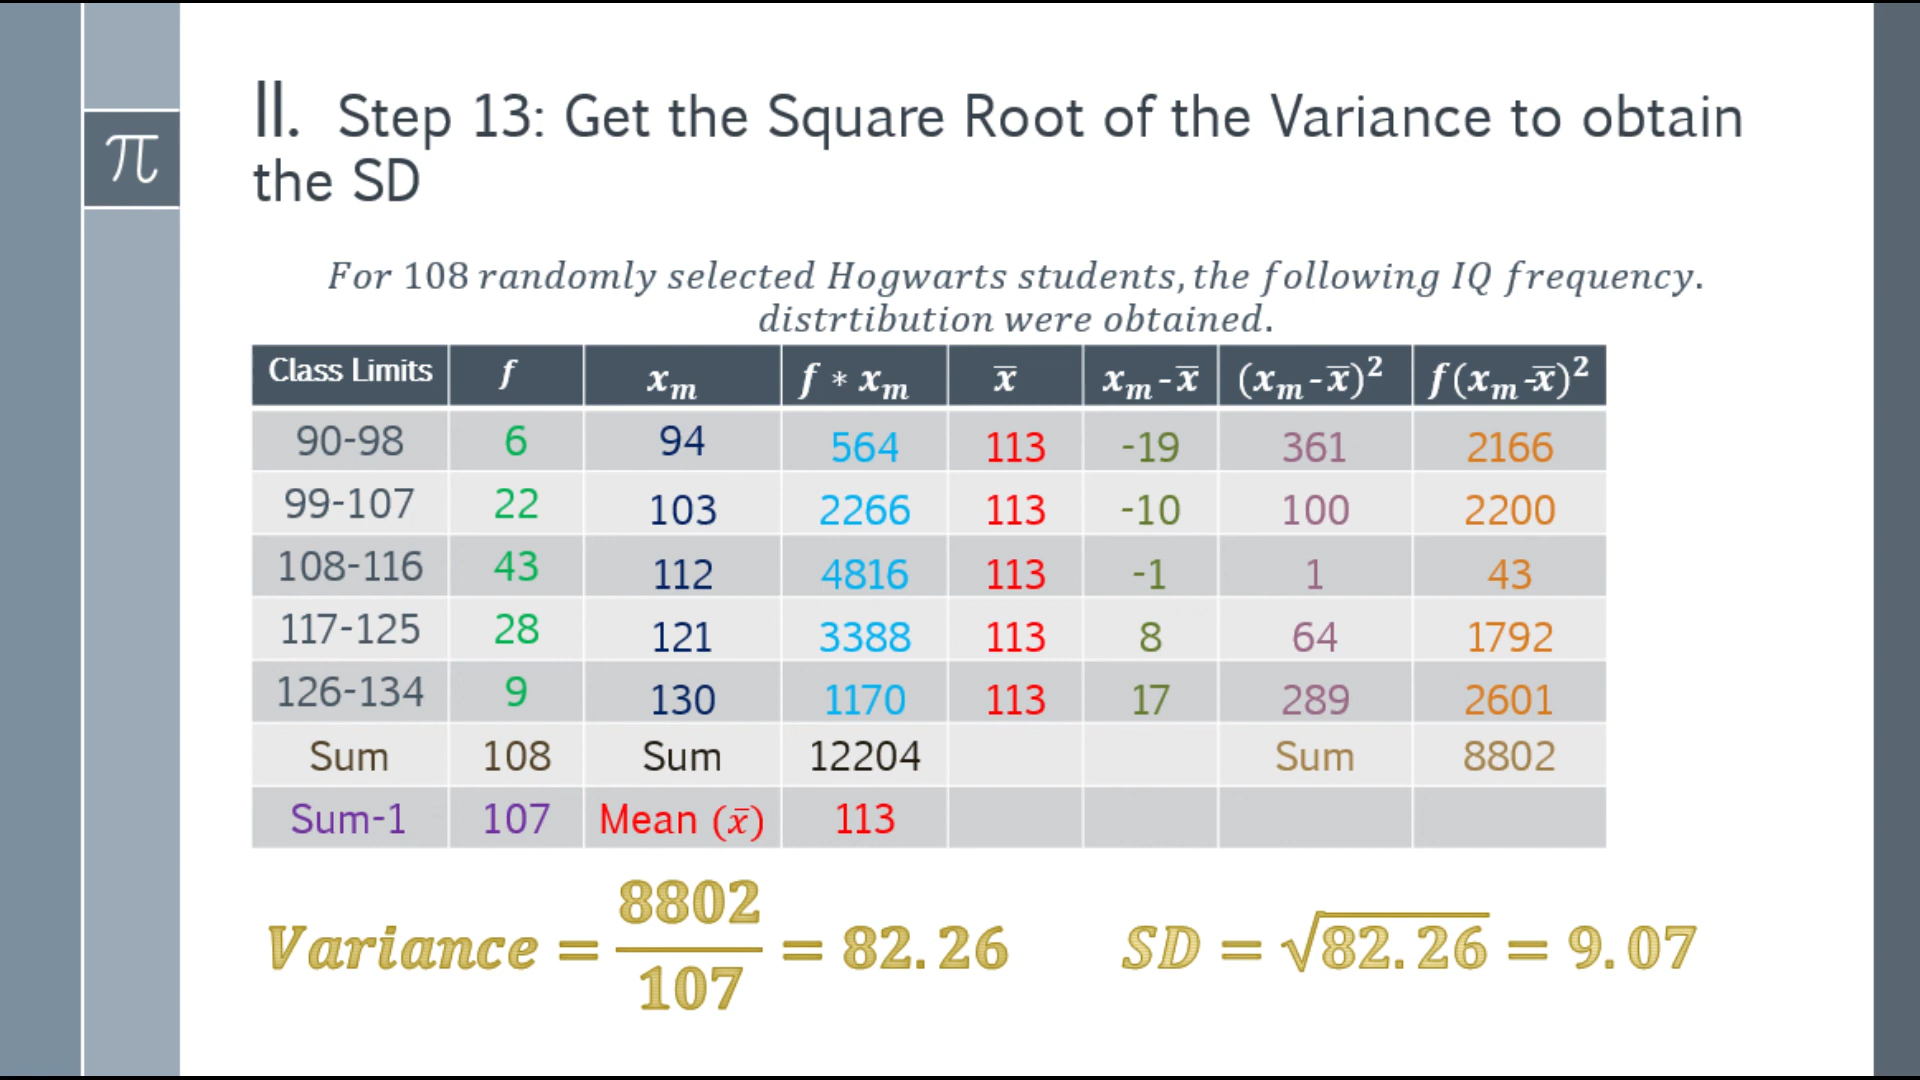 π
II. Step 13: Get the Square Root of the Variance to obtain
the SD
For 108 randomly selected Hogwarts students, the following IQ frequency.
distrtibution were obtained.
Class Limits f xₘ f * xₘ x̅ xₘ-x̅ (xₘ-x̅)² f(xₘ-x̅)²
90-98 6 94 564 113 -19 361 2166
99-107 22 103 2266 113 -10 100 2200
108-116 43 112 4816 113 -1 1 43
117-125 28 121 3388 113 8 64 1792
126-134 9 130 1170 113 17 289 2601
Sum 108 Sum 12204 Sum 8802
Sum-1 107 Mean (x̅) 113
Variance = 8802/107 = 82.26 SD = √82.26 = 9.07